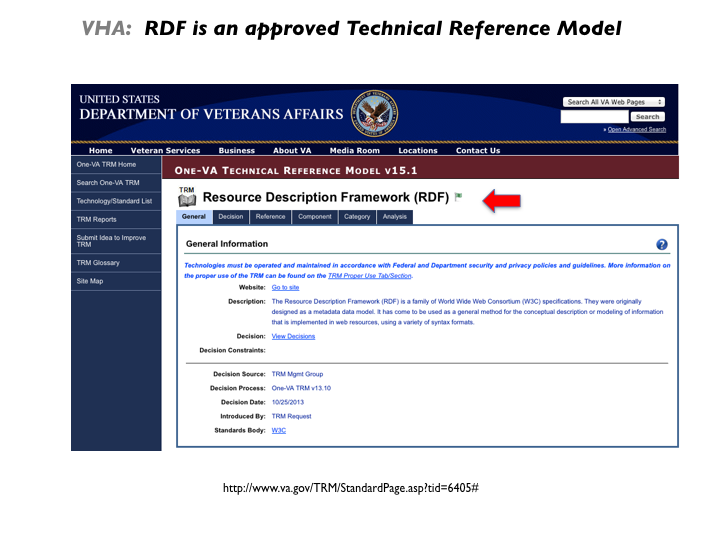 VHA: RDF is an approved Technical Reference Model
UNITED STATES
DEPARTMENT OF VETERANS AFFAIRS
Search All VA Web Pages
Search
» Open Advanced Search
Home Veteran Services Business About VA Media Room Locations Contact Us
One-VA TRM Home
Search One-VA TRM
Technology/Standard List
TRM Reports
Submit Idea to Improve
TRM
TRM Glossary
Site Map
ONE-VA TECHNICAL REFERENCE MODEL V15.1
TRM
Resource Description Framework (RDF)
General Decision Reference Component Category Analysis
General Information
?
Technologies must be operated and maintained in accordance with Federal and Department security and privacy policies and guidelines. More information on
the proper use of the TRM can be found on the TRM Proper Use Tab/Section.
Website: Go to site
Description: The Resource Description Framework (RDF) is a family of World Wide Web Consortium (W3C) specifications. They were originally
designed as a metadata data model. It has come to be used as a general method for the conceptual description or modeling of information
that is implemented in web resources, using a variety of syntax formats.
Decision: View Decisions
Decision Constraints:
Decision Source: TRM Mgmt Group
Decision Process: One-VA TRM v13.10
Decision Date: 10/25/2013
Introduced By: TRM Request
Standards Body: W3C
http://www.va.gov/TRM/StandardPage.asp?tid=6405#